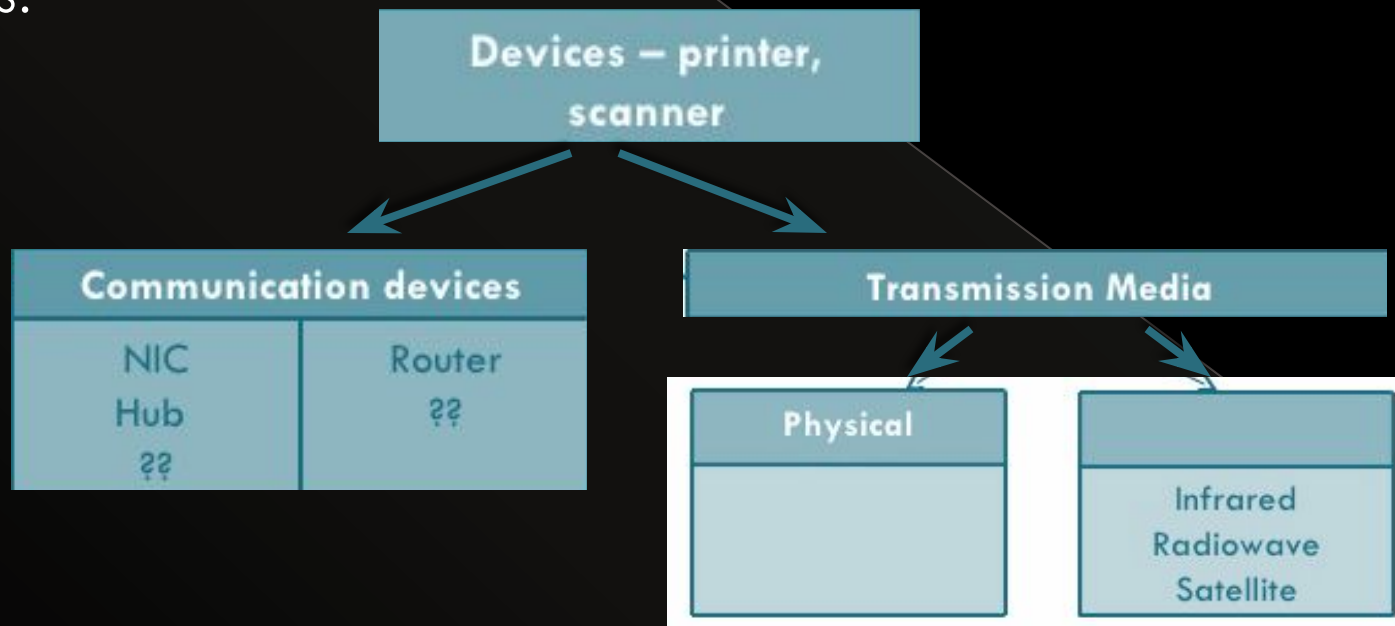 s.
Devices – printer,
scanner
Communication devices
NIC
Hub
??
Router
??
Transmission Media
Physical
Infrared
Radiowave
Satellite